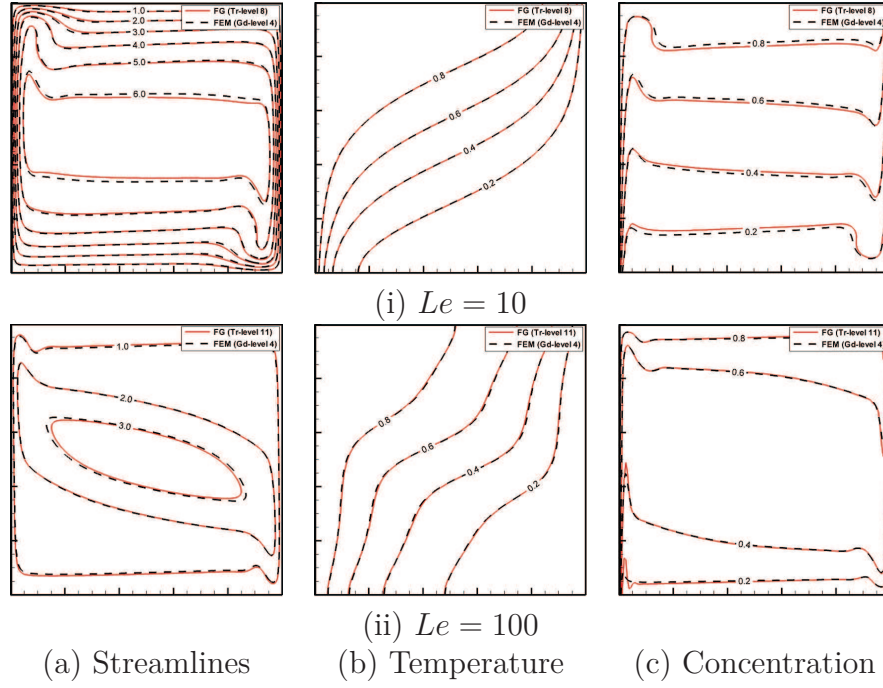 FG (Tr-level 8)
FEM (Gd-level 4)
1.0
2.0
3.0
4.0
5.0
6.0
FG (Tr-level 8)
FEM (Gd-level 4)
0.8
0.6
0.4
0.2
FG (Tr-level 8)
FEM (Gd-level 4)
0.8
0.6
0.4
0.2
(i) Le = 10
FG (Tr-level 11)
FEM (Gd-level 4)
1.0
2.0
3.0
FG (Tr-level 11)
FEM (Gd-level 4)
0.8
0.6
0.4
0.2
FG (Tr-level 11)
FEM (Gd-level 4)
0.8
0.6
0.4
0.2
(ii) Le = 100
(a) Streamlines
(b) Temperature
(c) Concentration